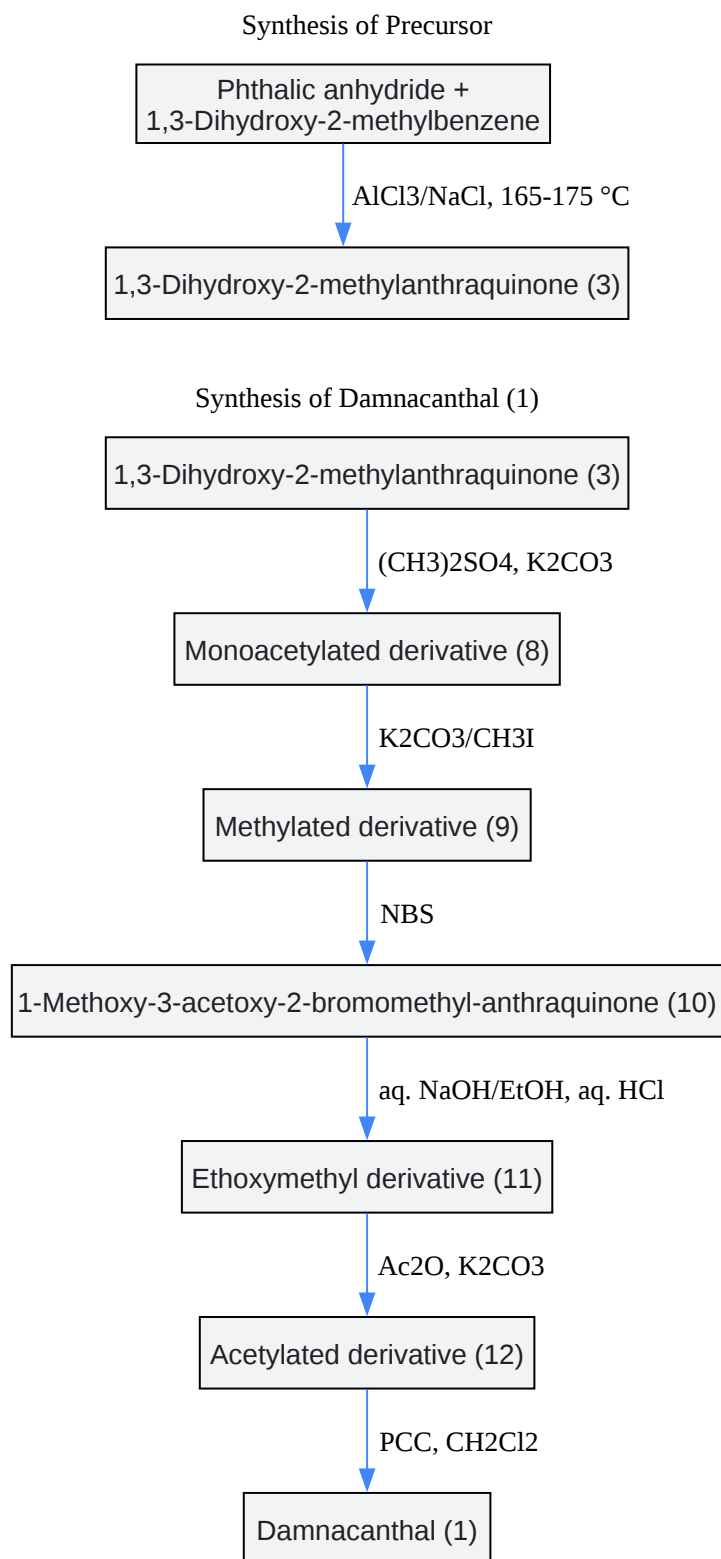 Synthesis of Precursor
Phthalic anhydride +
1,3-Dihydroxy-2-methylbenzene
AlCl3/NaCl, 165-175 °C
1,3-Dihydroxy-2-methylanthraquinone (3)
Synthesis of Damnacanthal (1)
1,3-Dihydroxy-2-methylanthraquinone (3)
(CH3)2SO4, K2CO3
Monoacetylated derivative (8)
K2CO3/CH3I
Methylated derivative (9)
NBS
1-Methoxy-3-acetoxy-2-bromomethyl-anthraquinone (10)
aq. NaOH/EtOH, aq. HCl
Ethoxymethyl derivative (11)
Ac2O, K2CO3
Acetylated derivative (12)
PCC, CH2Cl2
Damnacanthal (1)